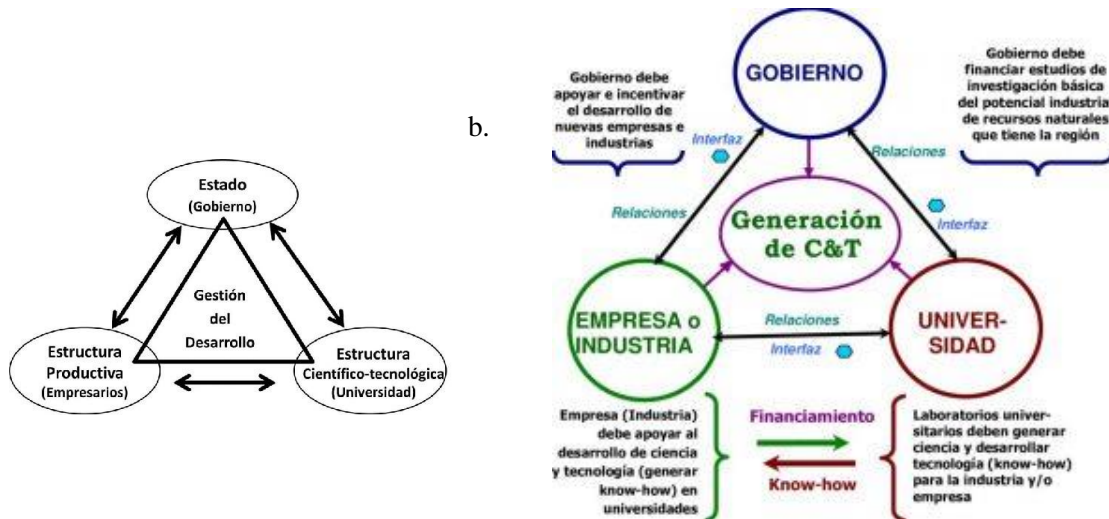 Estado
(Gobierno)
Gestión
del
Desarrollo
Estructura
Productiva
(Empresarios)
Estructura
Científico-tecnológica
(Universidad)
b.
GOBIERNO
Gobierno debe
apoyar e incentivar
el desarrollo de
nuevas empresas e
industrias
Gobierno debe
financiar estudios de
investigación básica
del potencial industria
de recursos naturales
que tiene la región
Interfaz
Relaciones
Relaciones
Interfaz
Generación
de C&T
EMPRESA o
INDUSTRIA
Relaciones
Interfaz
UNIVER-
SIDAD
Empresa (Industria)
debe apoyar al
desarrollo de ciencia
y tecnología (generar
know-how) en
universidades
Financiamiento
Know-how
Laboratorios univer-
sitarios deben generar
ciencia y desarrollar
tecnología (know-how)
para la industria y/o
empresa